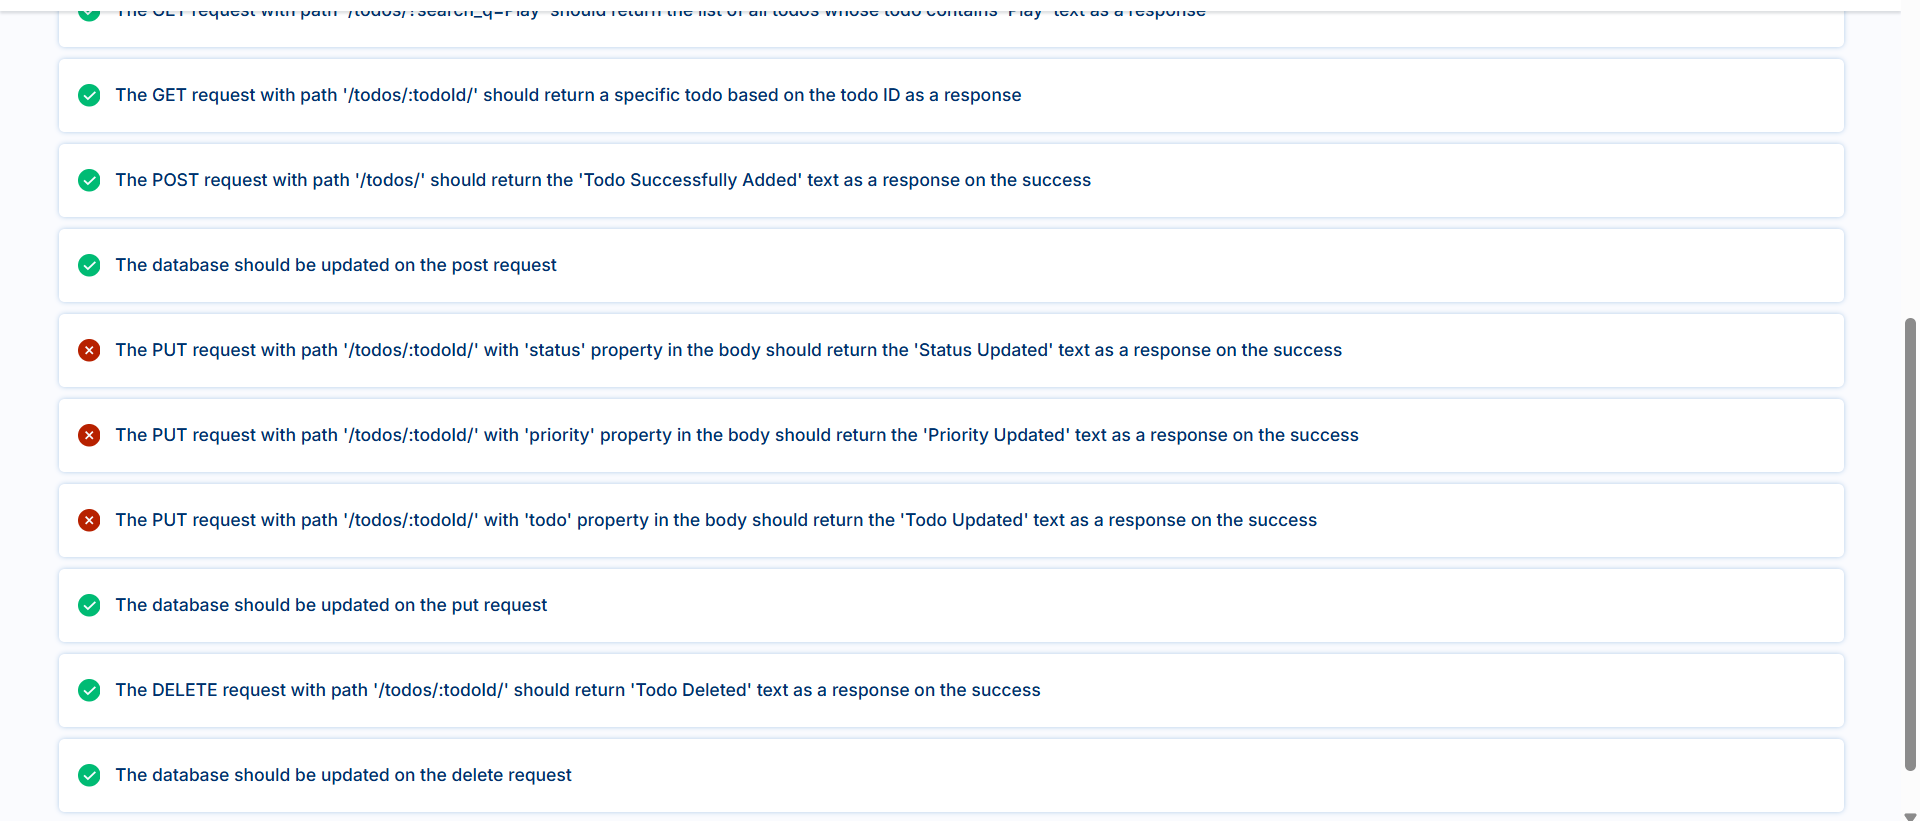 The GET request with path '/todos/?search_q=Play' should return the list of all todos whose todo contains 'Play' text as a response
The GET request with path '/todos/:todoId/' should return a specific todo based on the todo ID as a response
The POST request with path '/todos/' should return the 'Todo Successfully Added' text as a response on the success
The database should be updated on the post request
The PUT request with path '/todos/:todoId/' with 'status' property in the body should return the 'Status Updated' text as a response on the success
The PUT request with path '/todos/:todoId/' with 'priority' property in the body should return the 'Priority Updated' text as a response on the success
The PUT request with path '/todos/:todoId/' with 'todo' property in the body should return the 'Todo Updated' text as a response on the success
The database should be updated on the put request
The DELETE request with path '/todos/:todoId/' should return 'Todo Deleted' text as a response on the success
The database should be updated on the delete request